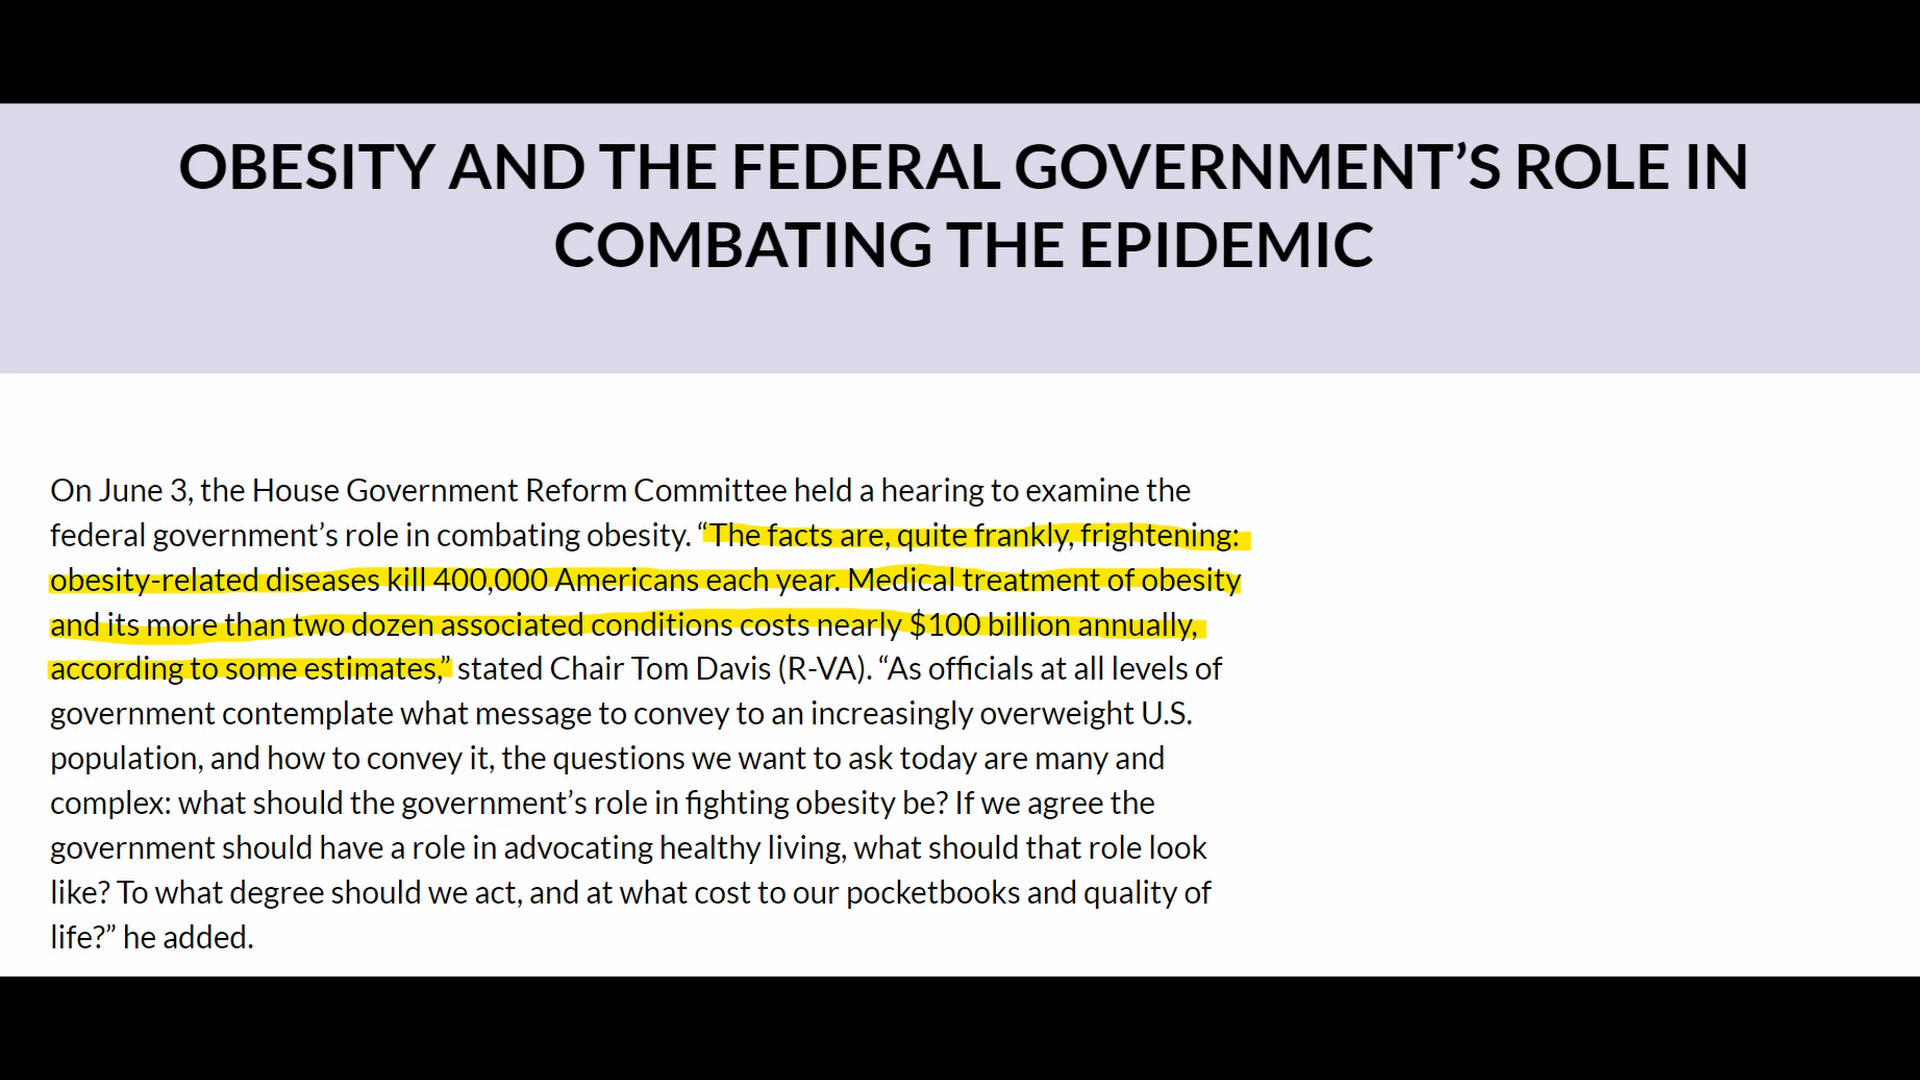 OBESITY AND THE FEDERAL GOVERNMENT’S ROLE IN
COMBATING THE EPIDEMIC
On June 3, the House Government Reform Committee held a hearing to examine the
federal government’s role in combating obesity. “The facts are, quite frankly, frightening:
obesity-related diseases kill 400,000 Americans each year. Medical treatment of obesity
and its more than two dozen associated conditions costs nearly $100 billion annually,
according to some estimates,” stated Chair Tom Davis (R-VA). “As officials at all levels of
government contemplate what message to convey to an increasingly overweight U.S.
population, and how to convey it, the questions we want to ask today are many and
complex: what should the government’s role in fighting obesity be? If we agree the
government should have a role in advocating healthy living, what should that role look
like? To what degree should we act, and at what cost to our pocketbooks and quality of
life?” he added.